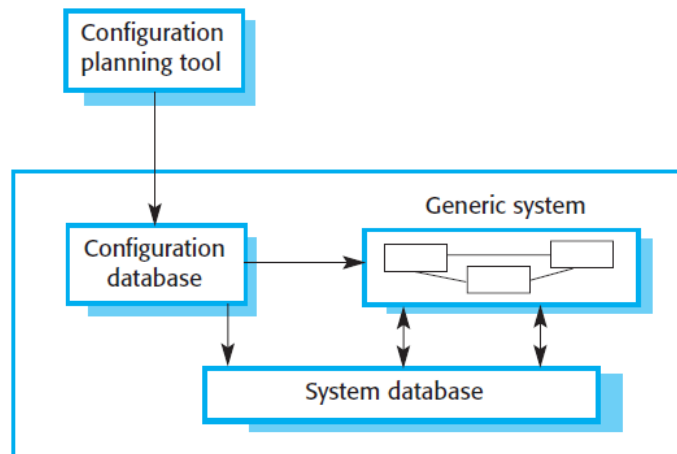 Configuration
planning tool
Generic system
Configuration
database
System database